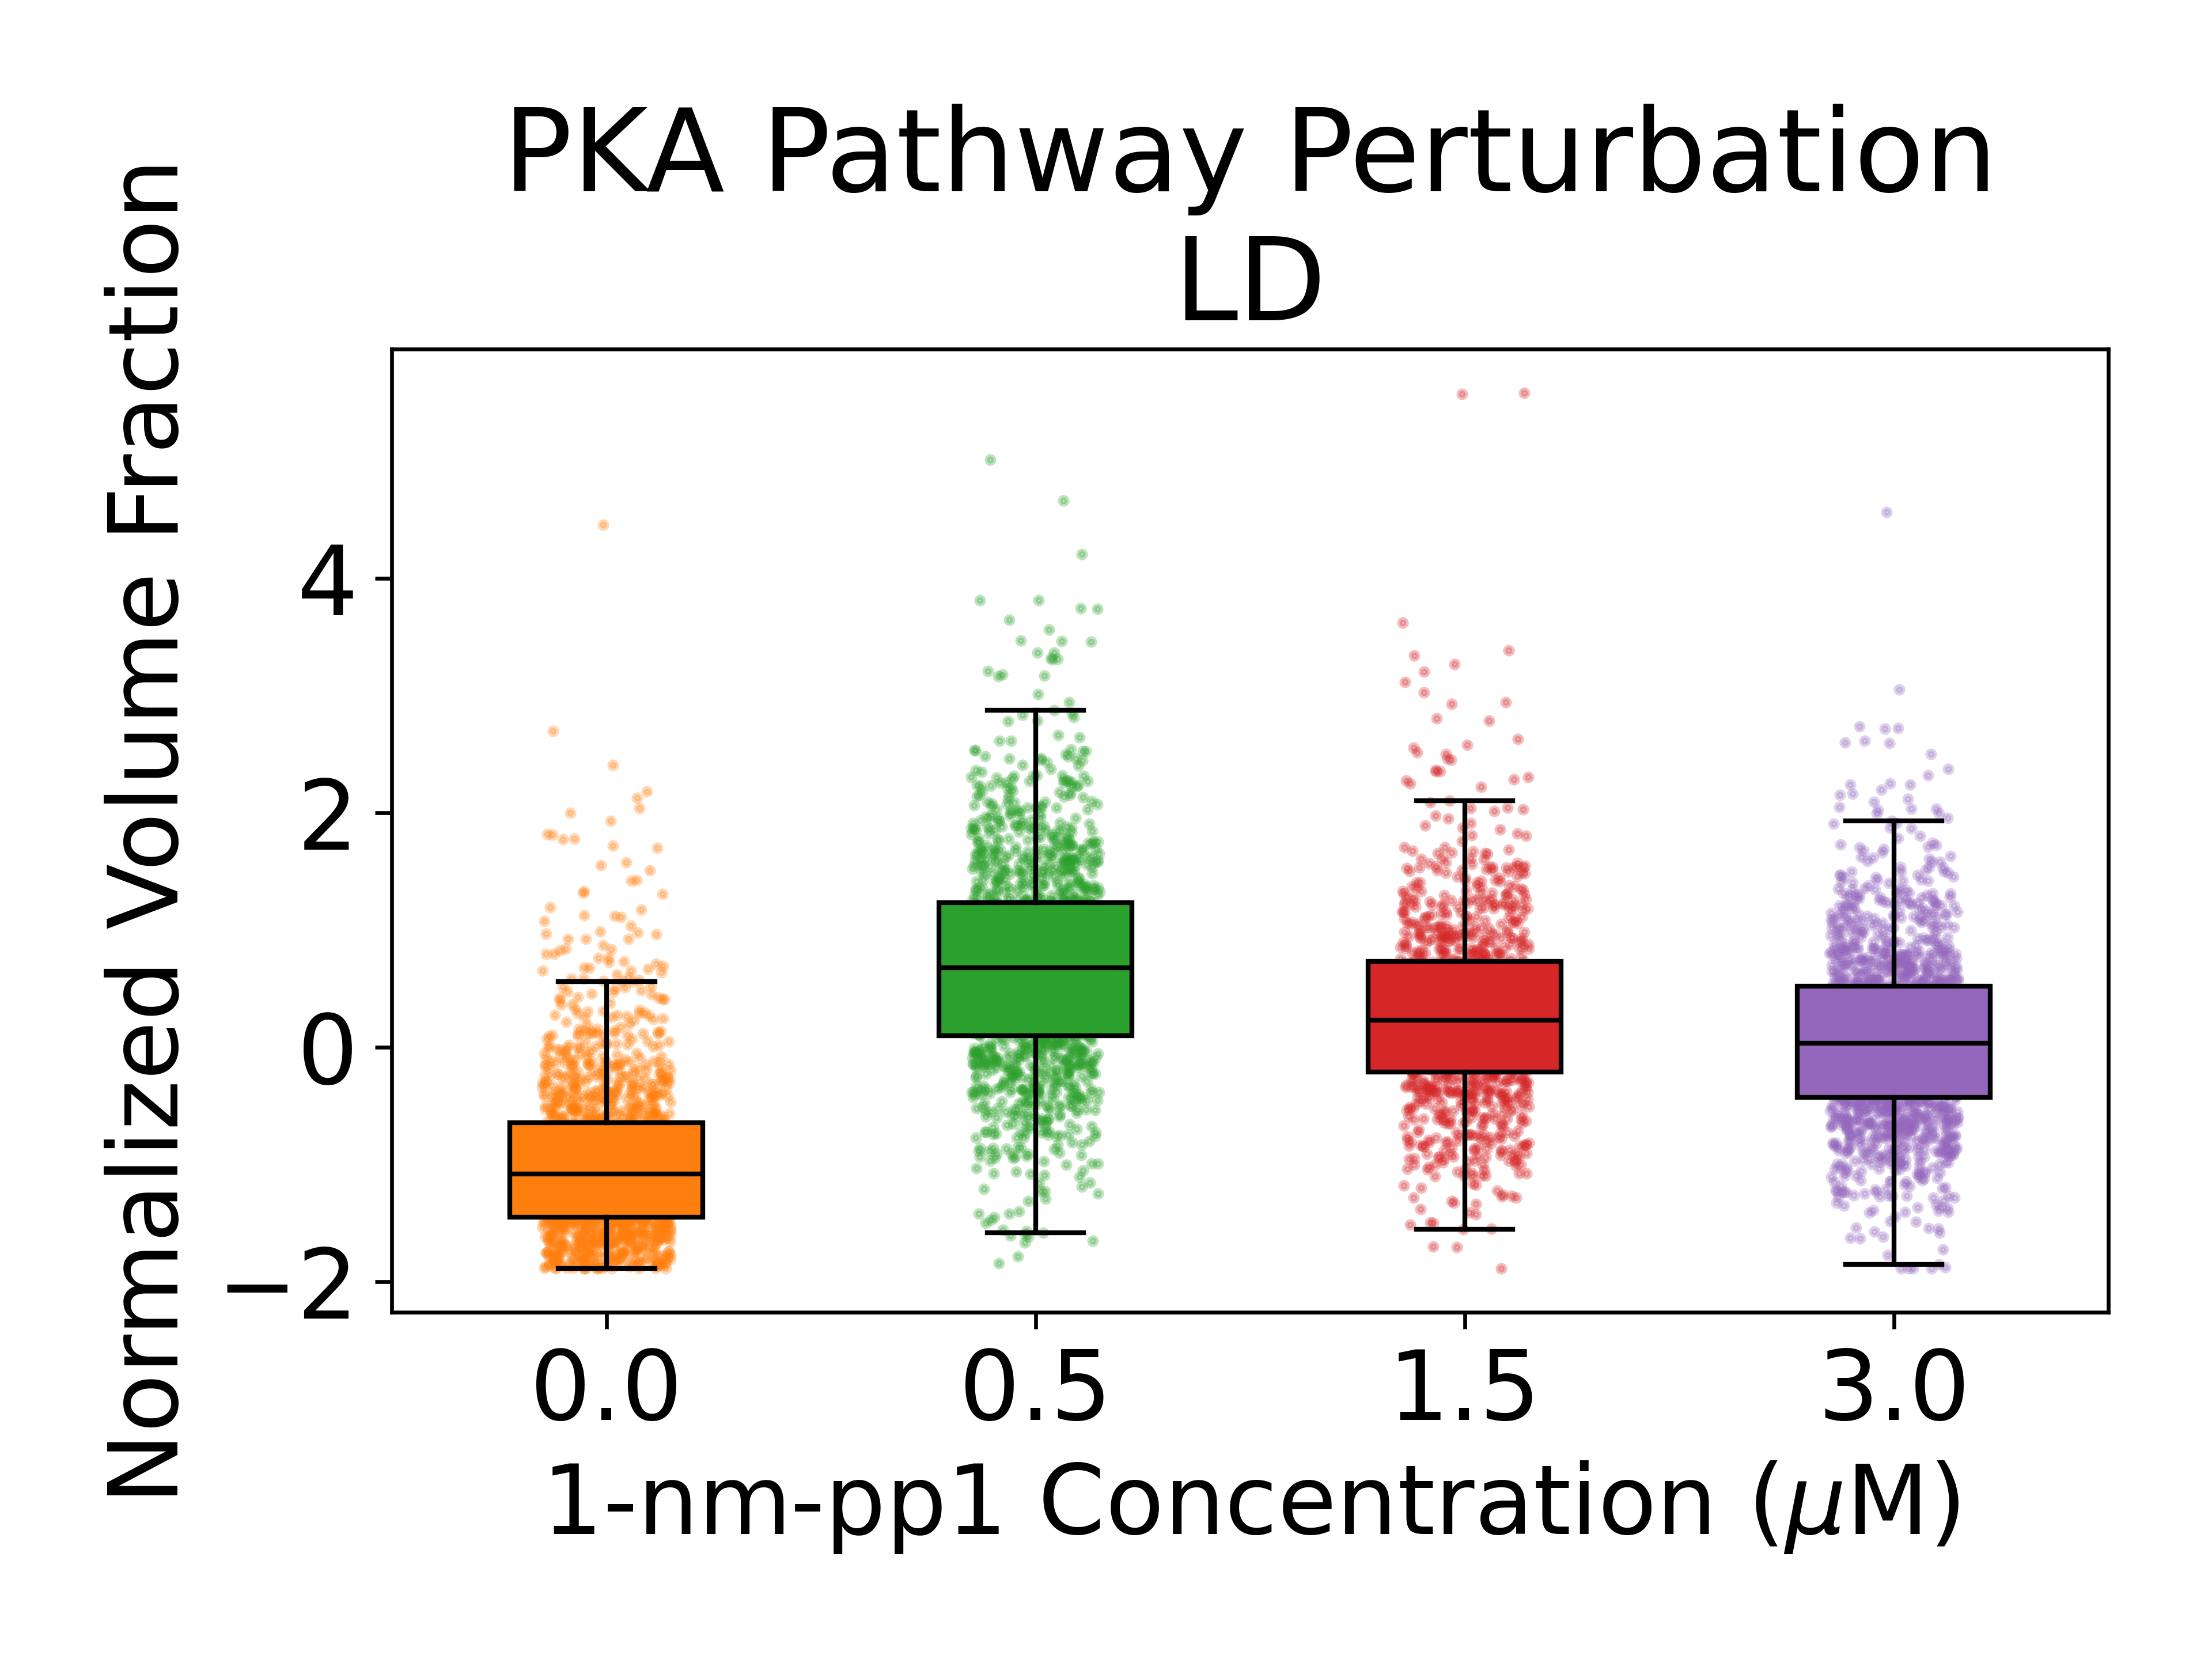 PKA Pathway Perturbation
LD
Normalized Volume Fraction
4
2
0
−2
0.0 0.5 1.5 3.0
1-nm-pp1 Concentration (μM)